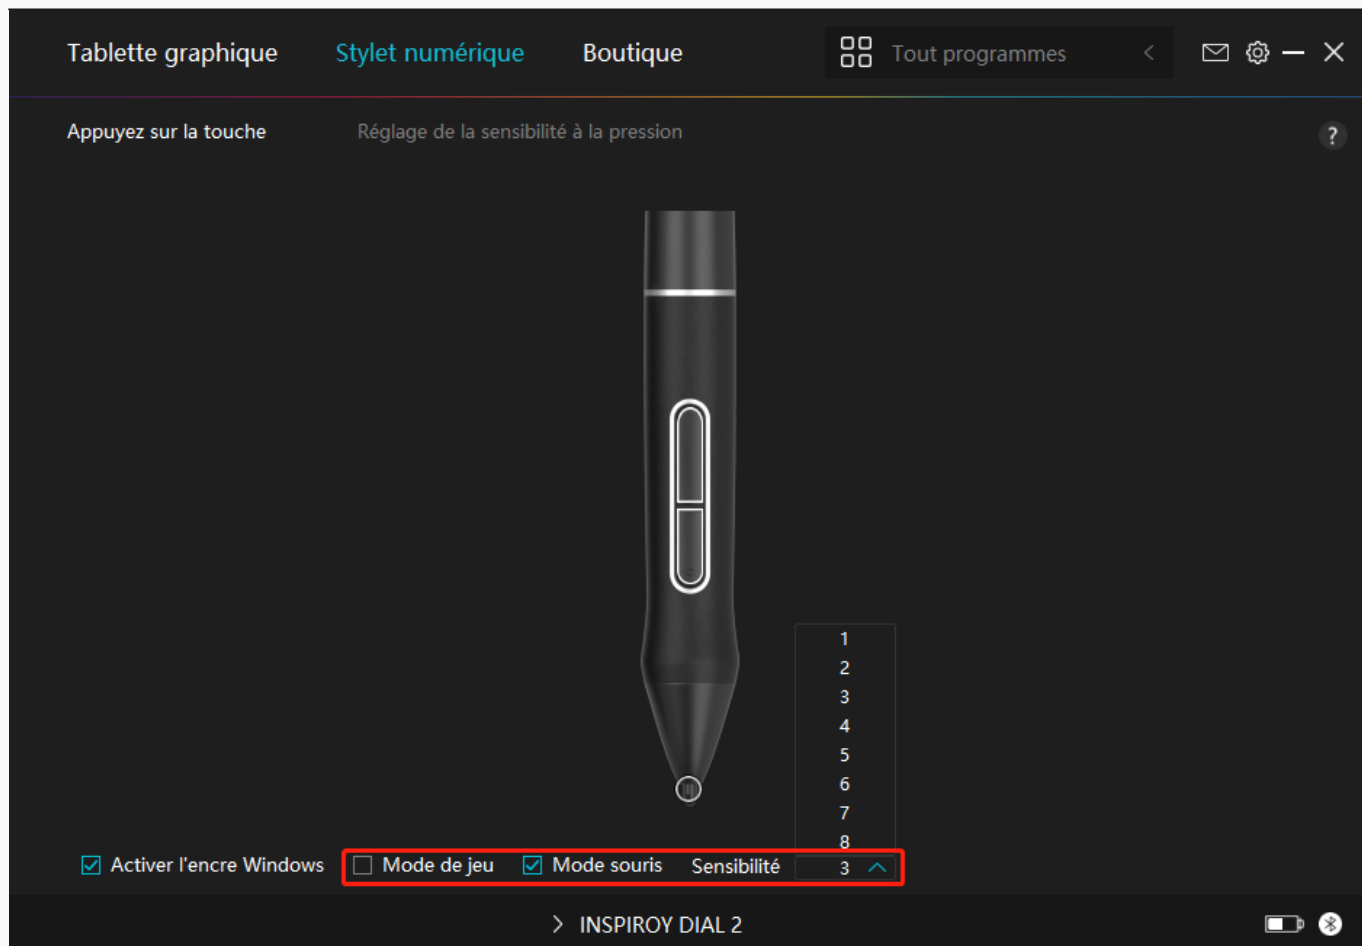 Tablette graphique Stylet numérique Boutique Tout programmes
Appuyez sur la touche Réglage de la sensibilité à la pression ?
1
2
3
4
5
6
7
8
Activer l'encre Windows Mode de jeu Mode souris Sensibilité 3
INSPIROY DIAL 2